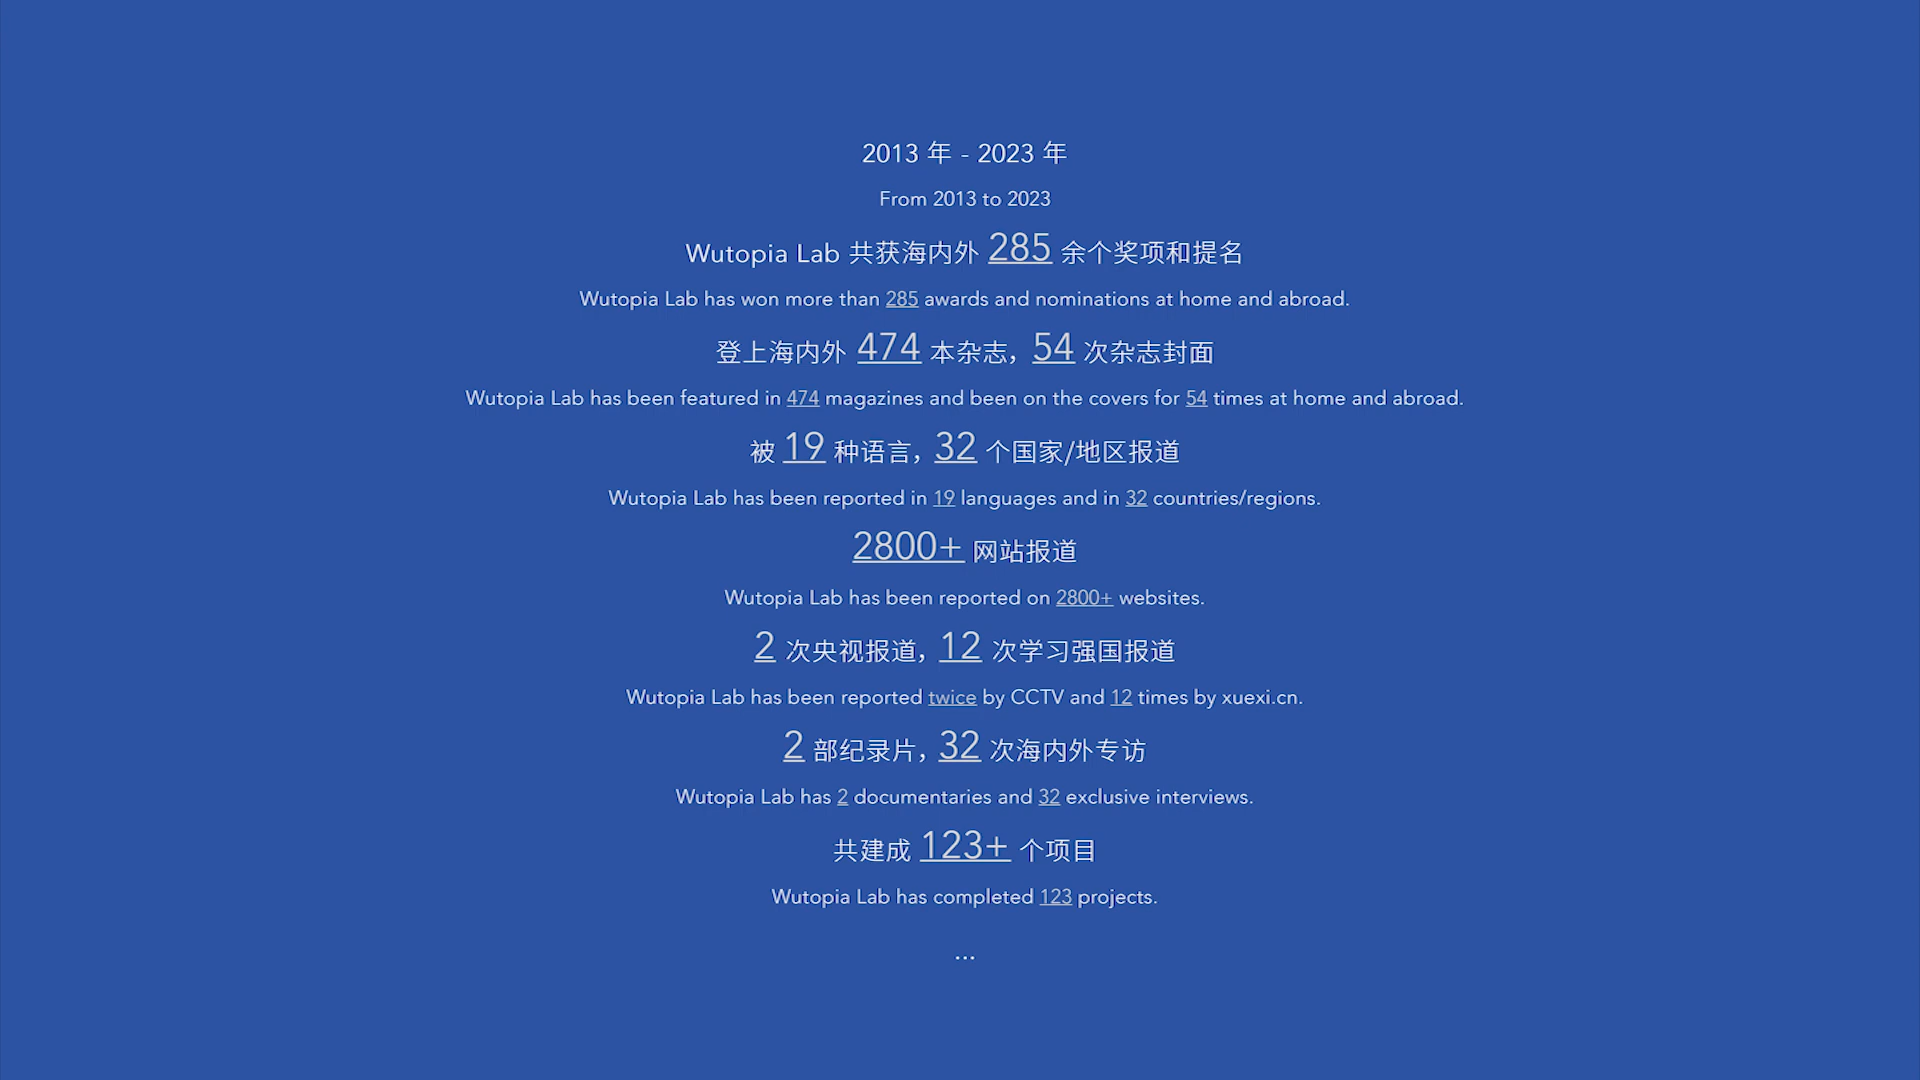 2013 年 - 2023 年
From 2013 to 2023
Wutopia Lab 共获海内外 285 余个奖项和提名
Wutopia Lab has won more than 285 awards and nominations at home and abroad.
登上海内外 474 本杂志，54 次杂志封面
Wutopia Lab has been featured in 474 magazines and been on the covers for 54 times at home and abroad.
被 19 种语言，32 个国家/地区报道
Wutopia Lab has been reported in 19 languages and in 32 countries/regions.
2800+ 网站报道
Wutopia Lab has been reported on 2800+ websites.
2 次央视报道，12 次学习强国报道
Wutopia Lab has been reported twice by CCTV and 12 times by xuexi.cn.
2 部纪录片，32 次海内外专访
Wutopia Lab has 2 documentaries and 32 exclusive interviews.
共建成 123+ 个项目
Wutopia Lab has completed 123 projects.
...